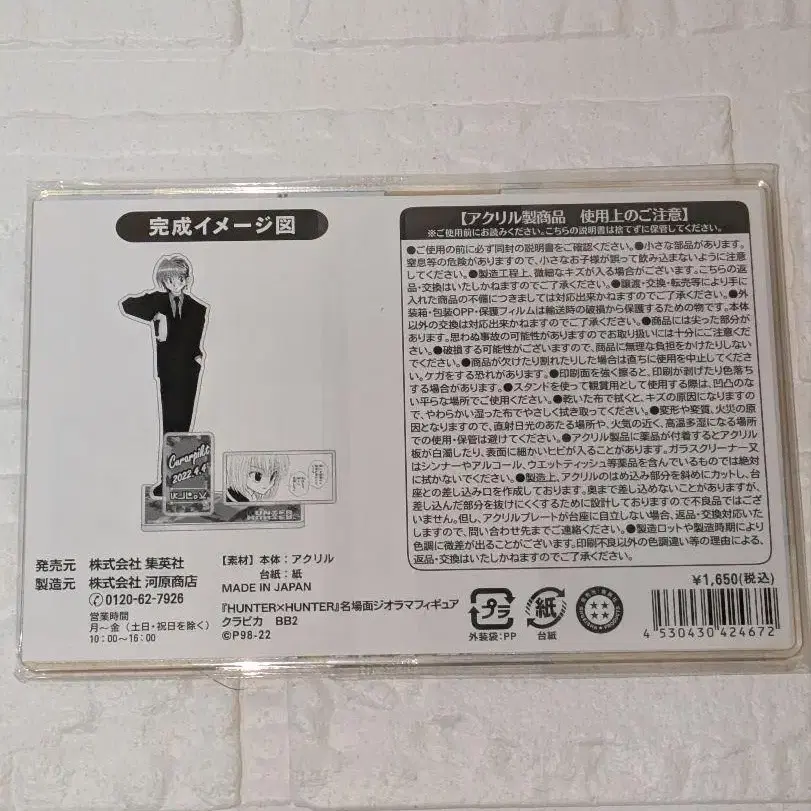 完成イメージ図
Curarpikt
2022.4.4
発売元 株式会社 集英社
製造元 株式会社 河原商店
0120-62-7926
営業時間
月～金（土日・祝日を除く）
10：00～16：00
【素材】本体：アクリル
台紙：紙
MADE IN JAPAN
『HUNTER×HUNTER』名場面ジオラマフィギュア
クラピカ BB2
©P98-22
【アクリル製商品 使用上のご注意】
※ご使用前にお読みください。こちらの説明書は捨てずに保管してください。
●ご使用の前に必ず同封の説明書をご確認ください。●小さな部品があります。
窒息等の危険がありますので、小さなお子様が誤って飲み込まないように注意
してください。●製造工程上、微細なキズが入る場合がございます。こちらの返
品・交換はいたしかねますのでご了承ください。●譲渡・交換・転売等により手に
入れた商品の不備につきましては対応出来かねますのでご了承ください。●外
装箱・包装OPP・保護フィルムは輸送時の破損から保護するための物です。本体
以外の交換は対応出来かねますのでご了承ください。●商品には尖った部分が
あります。思わぬ事故の可能性がありますのでお取り扱いには十分にご注意くださ
い。●破損する可能性がございますので、商品に無理な負担をかけたりしない
でください。●商品が欠けたり割れたりした場合は直ちに使用を中止してくださ
い。ケガをする恐れがあります。●印刷面を強く擦ると、印刷が剥げたり色落ち
する場合があります。●スタンドを使って観賞用として使用する際は、凹凸のな
い平らな場所でご使用ください。●乾いた布で拭くと、キズの原因になりますの
で、やわらかい湿った布でやさしく拭き取ってください。●変形や変質、火災の原
因となりますので、直射日光のあたる場所や、火気の近く、高温多湿になる場所
での使用・保管は避けてください。●アクリル製品に薬品が付着するとアクリル
板が白濁したり、表面に細かいヒビが入ることがあります。ガラスクリーナー又
はシンナーやアルコール、ウエットティッシュ等薬品を含んでいるものでは絶対
に拭かないでください。●製造上、アクリルのはめ込み部分を斜めにカットし、台
座との差し込み口を作成しております。奥まで差し込めないことがありますが、
差し込んだ部分を抜けにくくするために設計しておりますので不良品ではござ
いません。但し、アクリルプレートが台座に自立しない場合、返品・交換対応いた
しますので、問い合わせ先までご連絡ください。●製造ロットや製造時期により
色調に微差が出ることがございます。印刷不良以外の色調違い等の理由による、
返品・交換はいたしかねますのでご了承ください。
¥1,650(税込)
プラ
外装袋：PP
紙
台紙
4 530430 424672